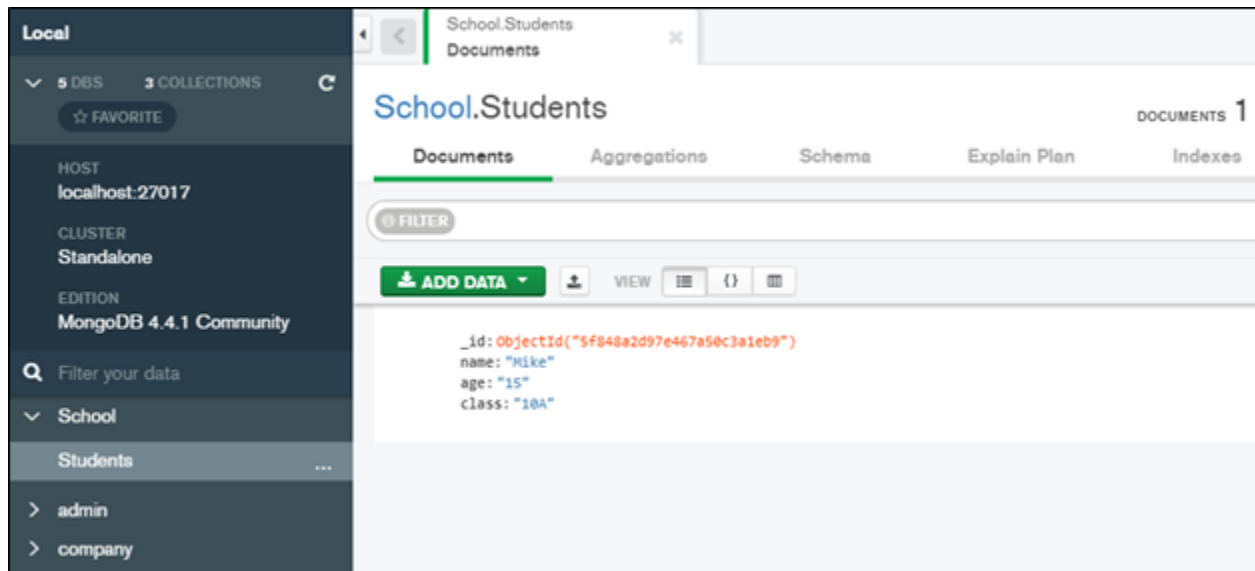 Local
5 DBS 3 COLLECTIONS
FAVORITE
HOST
localhost:27017
CLUSTER
Standalone
EDITION
MongoDB 4.4.1 Community
Filter your data
School
Students
...
admin
company
School.Students
Documents
School.Students
DOCUMENTS 1
Documents Aggregations Schema Explain Plan Indexes
FILTER
ADD DATA VIEW {}
_id:ObjectId("5f848a2d97e467a50c3a1eb9")
name:"Mike"
age:"15"
class:"10A"